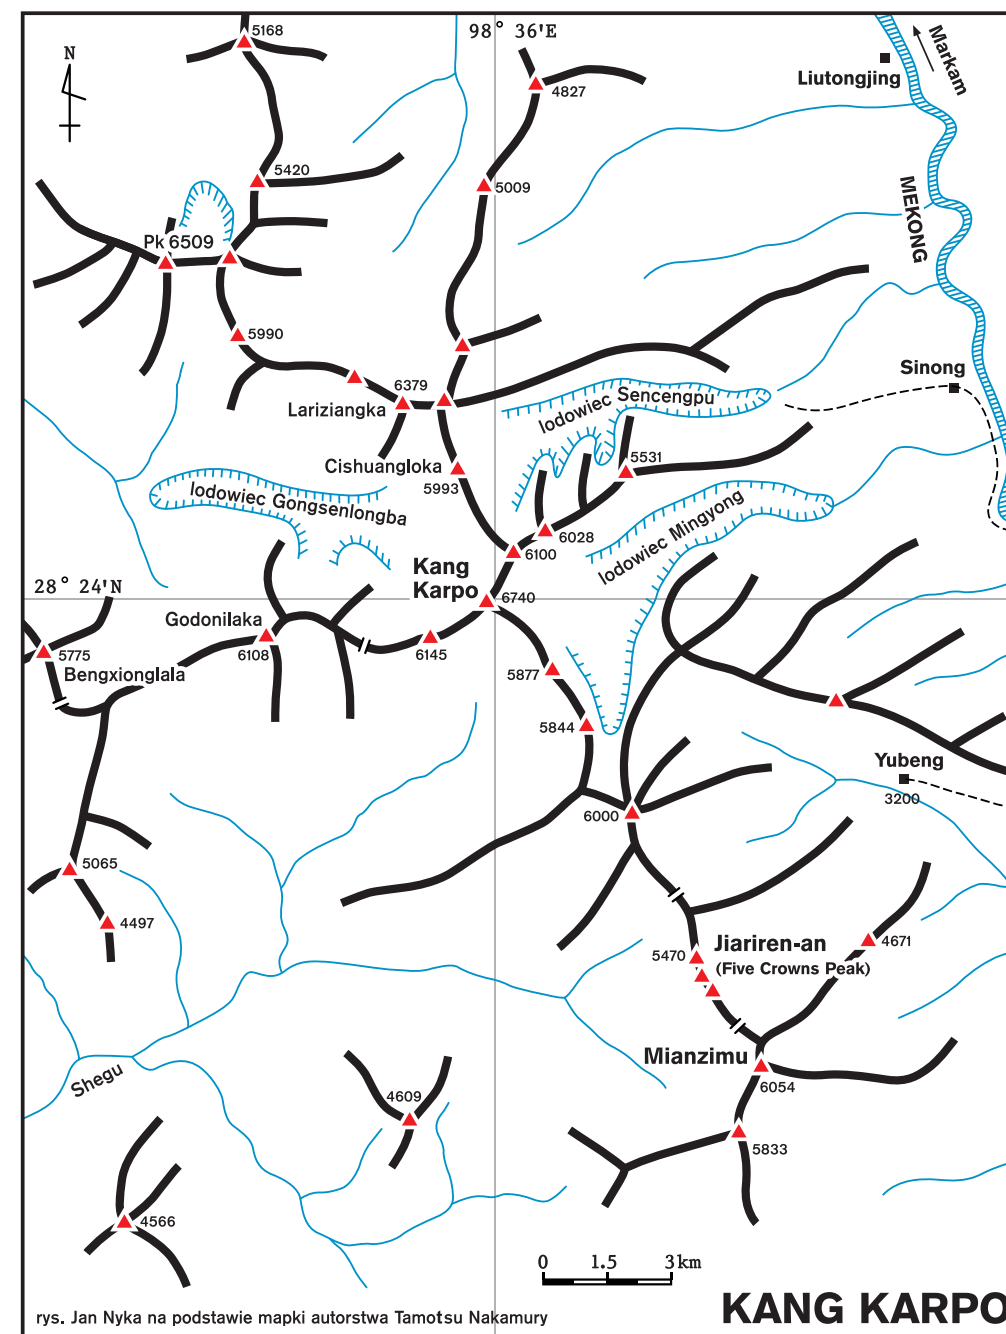 5168
98° 36'E
Markam
N
Liutongjing
4827
5420
5009
MEKONG
Pk 6509
5990
Sinong
6379
Lariziangka
lodowiec Sencengpu
Cishuangloka
5993
5531
lodowiec Gongsenlongba
lodowiec Mingyong
6028
6100
Kang
Karpo
6740
28° 24'N
Godonilaka
6108
6145
5775
Bengxionglala
5877
5844
Yubeng
3200
6000
5065
4497
Jiariren-an
(Five Crowns Peak)
5470
4671
Mianzimu
6054
Shegu
4609
5833
4566
0 1.5 3 km
rys. Jan Nyka na podstawie mapki autorstwa Tamotsu Nakamury
KANG KARPO